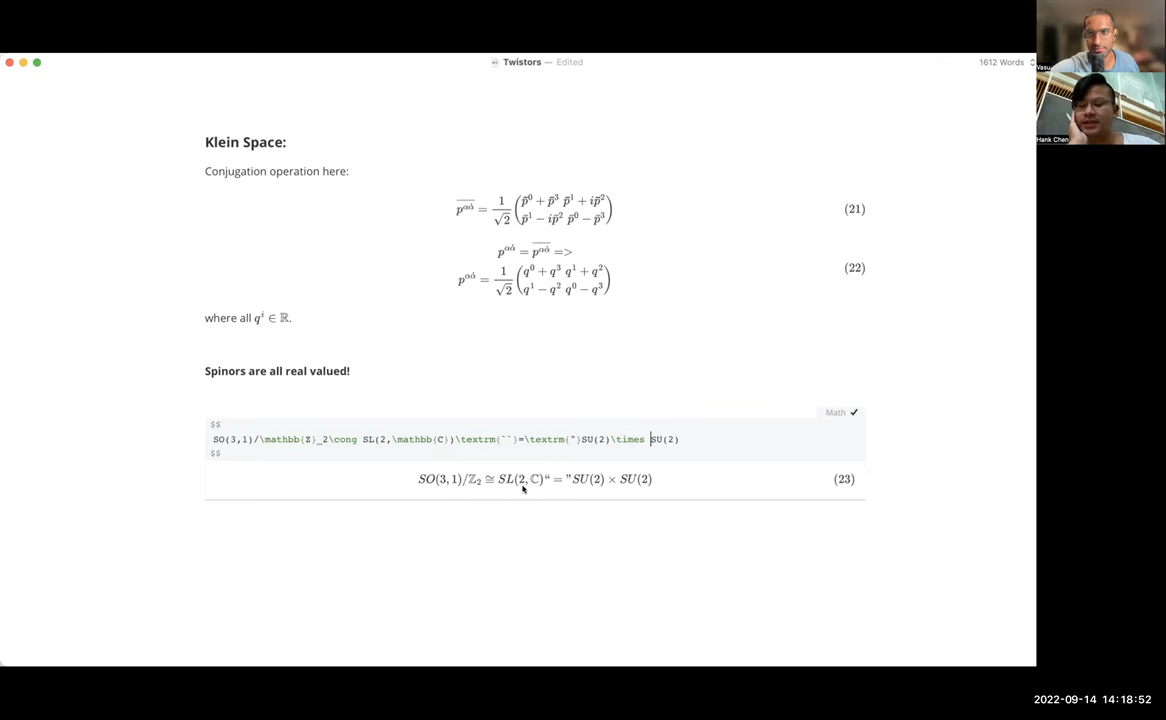 Twistors — Edited
1612 Words
Vasu
Hank Chen
Klein Space:
Conjugation operation here:
$\overline{p^{\alpha\dot{\alpha}}} = \frac{1}{\sqrt{2}} \begin{pmatrix} \bar{p}^0 + \bar{p}^3 & \bar{p}^1 + i\bar{p}^2 \\ \bar{p}^1 - i\bar{p}^2 & \bar{p}^0 - \bar{p}^3 \end{pmatrix}$ (21)
$p^{\alpha\dot{\alpha}} = \overline{p^{\alpha\dot{\alpha}}} =>$
$p^{\alpha\dot{\alpha}} = \frac{1}{\sqrt{2}} \begin{pmatrix} q^0 + q^3 & q^1 + q^2 \\ q^1 - q^2 & q^0 - q^3 \end{pmatrix}$ (22)
where all $q^i \in \mathbb{R}$.
Spinors are all real valued!
Math ✓
$$
SO(3,1)/\mathbb{Z}_2\cong SL(2,\mathbb{C})\textrm{``}=\textrm{"}SU(2)\times SU(2)
$$
$SO(3,1)/\mathbb{Z}_2 \cong SL(2,\mathbb{C})“ = ”SU(2) \times SU(2)$ (23)
2022-09-14 14:18:52